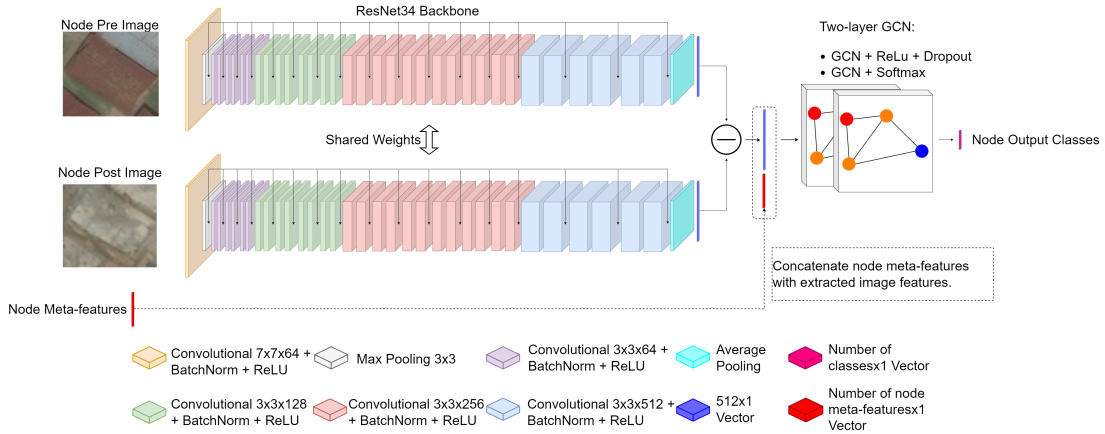 ResNet34 Backbone
Node Pre Image
Two-layer GCN:
• GCN + ReLu + Dropout
• GCN + Softmax
Shared Weights
Node Output Classes
Node Post Image
Concatenate node meta-features
with extracted image features.
Node Meta-features
Convolutional 7x7x64 +
BatchNorm + ReLU
Max Pooling 3x3
Convolutional 3x3x64 +
BatchNorm + ReLU
Average
Pooling
Number of
classesx1 Vector
Convolutional 3x3x128
+ BatchNorm + ReLU
Convolutional 3x3x256
+ BatchNorm + ReLU
Convolutional 3x3x512 +
BatchNorm + ReLU
512x1
Vector
Number of node
meta-featuresx1
Vector